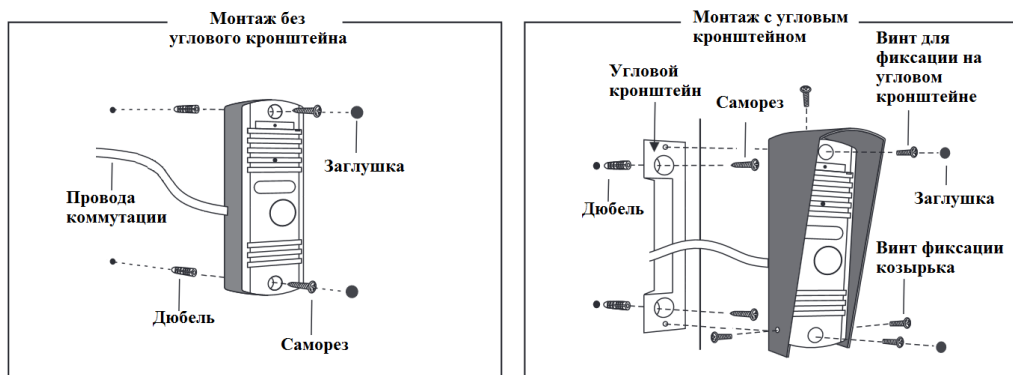 Монтаж без
углового кронштейна
Заглушка
Провода
коммутации
Дюбель
Саморез
Монтаж с угловым
кронштейном
Винт для
фиксации на
угловом
кронштейне
Угловой
кронштейн
Саморез
Дюбель
Заглушка
Винт фиксации
козырька